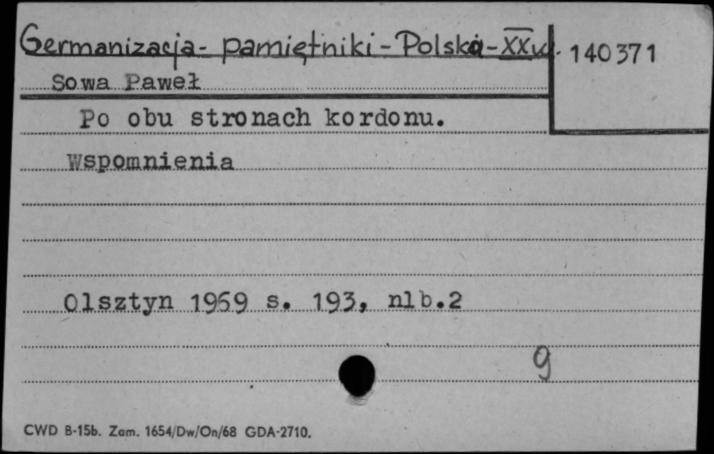 Germanizacja - pamiętniki - Polska - XX w. 140371
Sowa Paweł
Po obu stronach kordonu.
Wspomnienia
Olsztyn 1969 s. 193, nlb.2
9
CWD B-15b. Zam. 1654/Dw/On/68 GDA-2710.